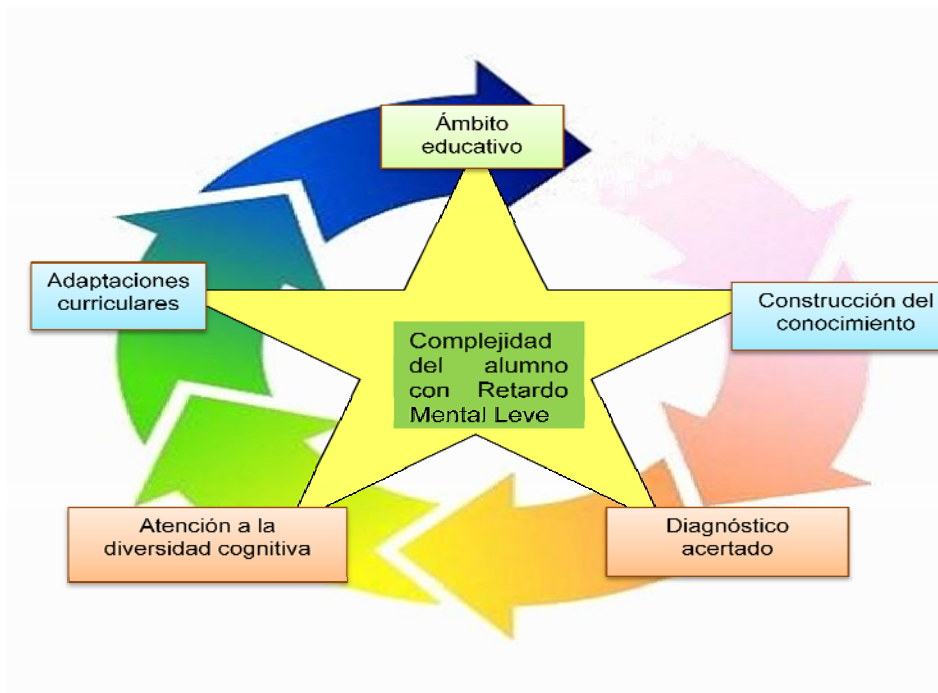 Ámbito
educativo
Adaptaciones
curriculares
Construcción del
conocimiento
Complejidad
del alumno
con Retardo
Mental Leve
Atención a la
diversidad cognitiva
Diagnóstico
acertado